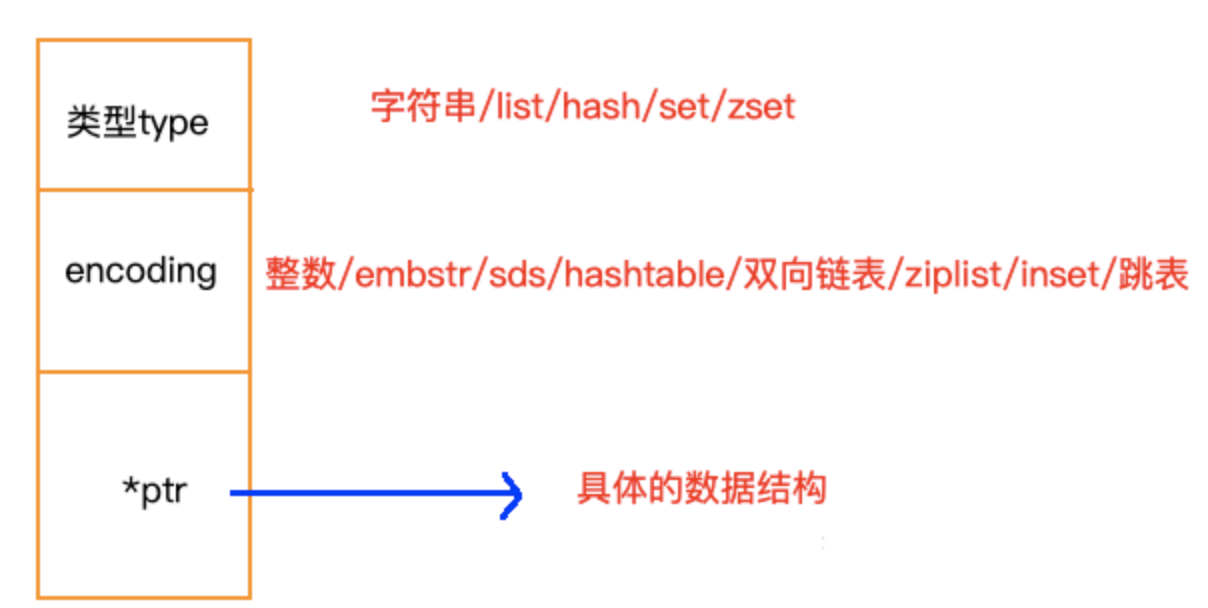 类型type
字符串/list/hash/set/zset
encoding
整数/embstr/sds/hashtable/双向链表/ziplist/inset/跳表
*ptr
具体的数据结构